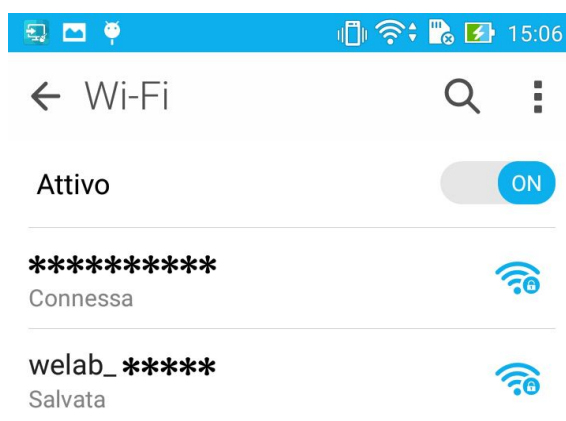 15:06
Wi-Fi
Attivo
ON
**********
Connessa
welab_*****
Salvata